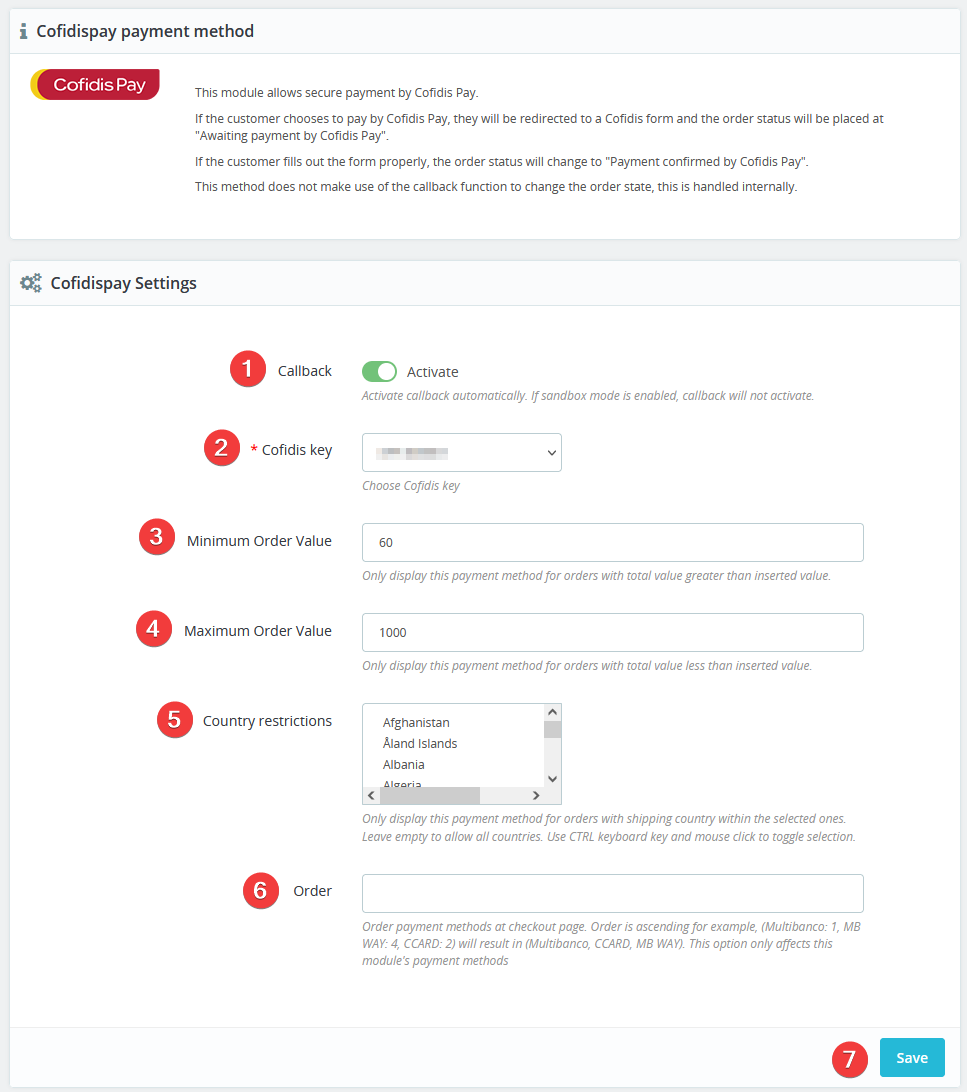 Cofidispay payment method
Cofidis Pay
This module allows secure payment by Cofidis Pay.
If the customer chooses to pay by Cofidis Pay, they will be redirected to a Cofidis form and the order status will be placed at
"Awaiting payment by Cofidis Pay".
If the customer fills out the form properly, the order status will change to "Payment confirmed by Cofidis Pay".
This method does not make use of the callback function to change the order state, this is handled internally.
Cofidispay Settings
1 Callback Activate
Activate callback automatically. If sandbox mode is enabled, callback will not activate.
2 * Cofidis key
Choose Cofidis key
3 Minimum Order Value 60
Only display this payment method for orders with total value greater than inserted value.
4 Maximum Order Value 1000
Only display this payment method for orders with total value less than inserted value.
5 Country restrictions Afghanistan
Åland Islands
Albania
Algeria
Only display this payment method for orders with shipping country within the selected ones.
Leave empty to allow all countries. Use CTRL keyboard key and mouse click to toggle selection.
6 Order
Order payment methods at checkout page. Order is ascending for example, (Multibanco: 1, MB
WAY: 4, CCARD: 2) will result in (Multibanco, CCARD, MB WAY). This option only affects this
module's payment methods
7 Save